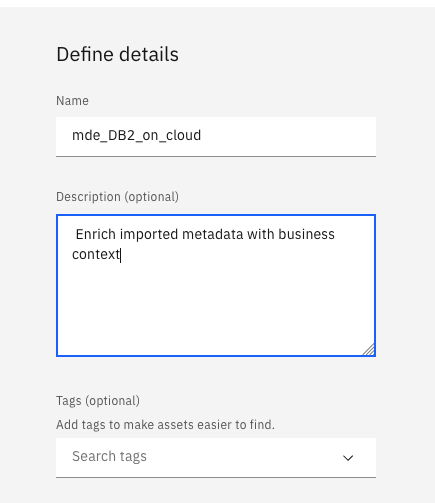 Define details
Name
mde_DB2_on_cloud
Description (optional)
Enrich imported metadata with business
context
Tags (optional)
Add tags to make assets easier to find.
Search tags